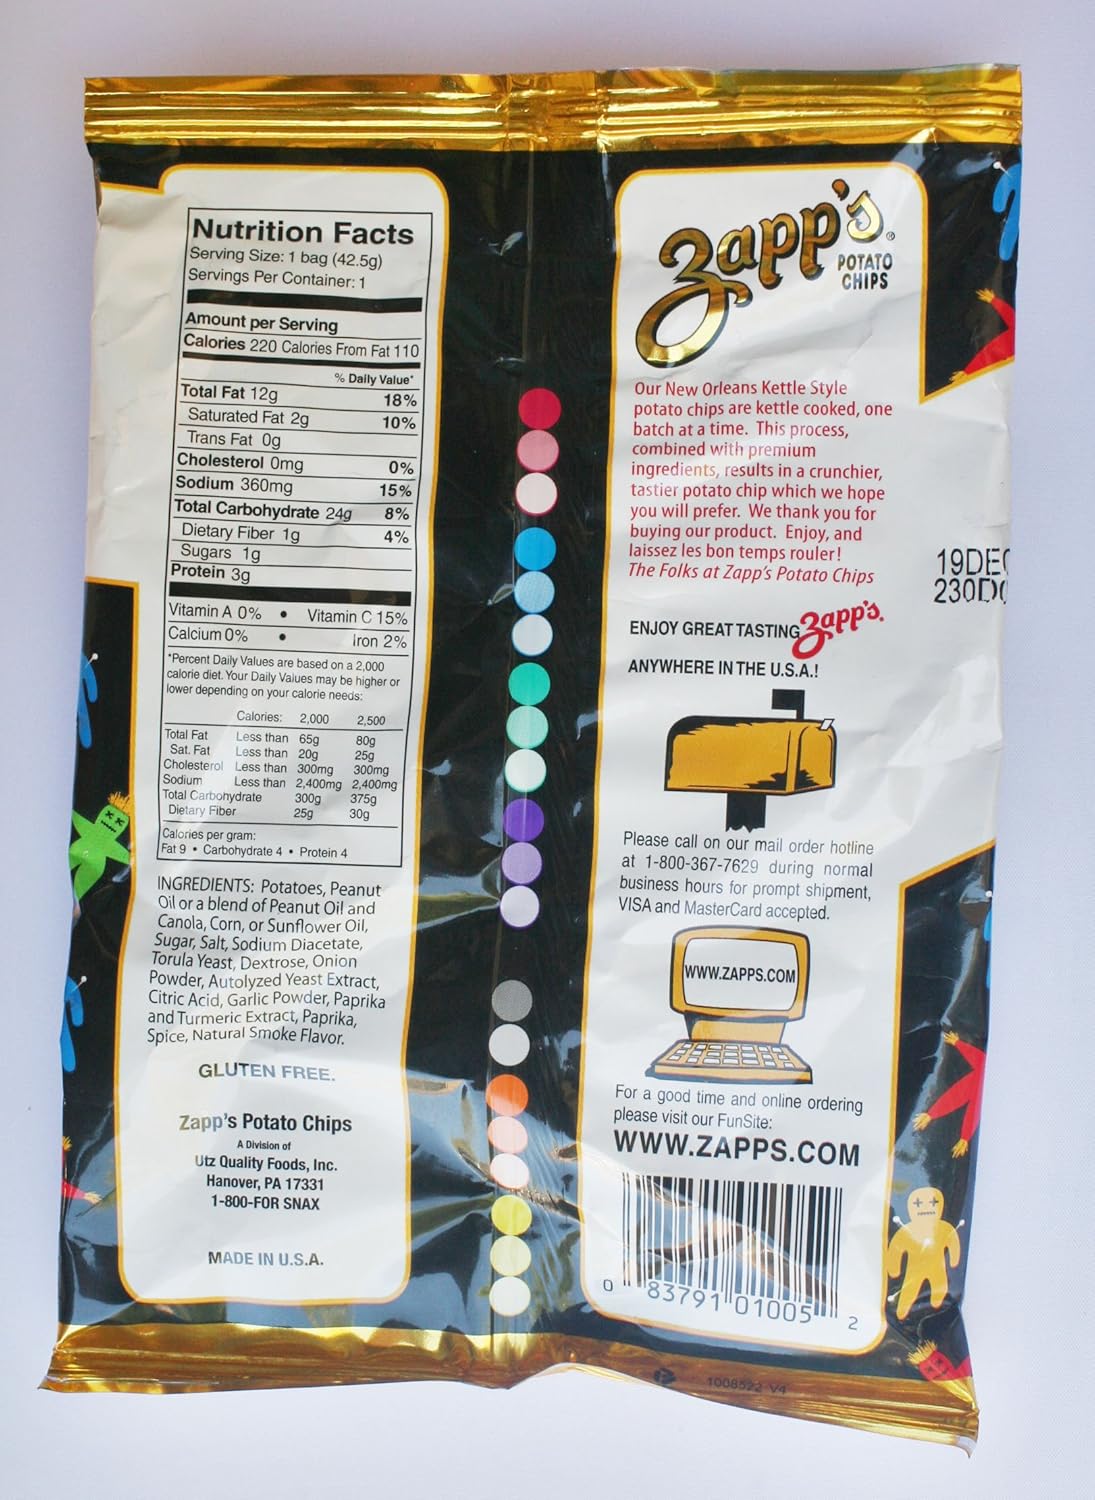 Nutrition Facts
Serving Size: 1 bag (42.5g)
Servings Per Container: 1
Amount per Serving
Calories 220 Calories From Fat 110
% Daily Value*
Total Fat 12g 18%
Saturated Fat 2g 10%
Trans Fat 0g
Cholesterol 0mg 0%
Sodium 360mg 15%
Total Carbohydrate 24g 8%
Dietary Fiber 1g 4%
Sugars 1g
Protein 3g
Vitamin A 0% • Vitamin C 15%
Calcium 0% • Iron 2%
*Percent Daily Values are based on a 2,000
calorie diet. Your Daily Values may be higher or
lower depending on your calorie needs:
Calories: 2,000 2,500
Total Fat Less than 65g 80g
Sat. Fat Less than 20g 25g
Cholesterol Less than 300mg 300mg
Sodium Less than 2,400mg 2,400mg
Total Carbohydrate 300g 375g
Dietary Fiber 25g 30g
Calories per gram:
Fat 9 • Carbohydrate 4 • Protein 4
INGREDIENTS: Potatoes, Peanut
Oil or a blend of Peanut Oil and
Canola, Corn, or Sunflower Oil,
Sugar, Salt, Sodium Diacetate,
Torula Yeast, Dextrose, Onion
Powder, Autolyzed Yeast Extract,
Citric Acid, Garlic Powder, Paprika
and Turmeric Extract, Paprika,
Spice, Natural Smoke Flavor.
GLUTEN FREE.
Zapp's Potato Chips
A Division of
Utz Quality Foods, Inc.
Hanover, PA 17331
1-800-FOR SNAX
MADE IN U.S.A.
Zapp's®
POTATO
CHIPS
Our New Orleans Kettle Style
potato chips are kettle cooked, one
batch at a time. This process,
combined with premium
ingredients, results in a crunchier,
tastier potato chip which we hope
you will prefer. We thank you for
buying our product. Enjoy, and
laissez les bon temps rouler!
The Folks at Zapp's Potato Chips
ENJOY GREAT TASTING Zapp's.
ANYWHERE IN THE U.S.A.!
Please call on our mail order hotline
at 1-800-367-7629 during normal
business hours for prompt shipment,
VISA and MasterCard accepted.
WWW.ZAPPS.COM
For a good time and online ordering
please visit our FunSite:
WWW.ZAPPS.COM
0 83791 01005 2
1008522 V4
19DE
230